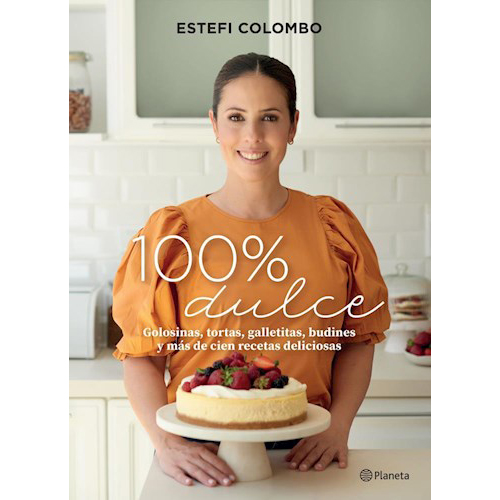 ESTEFI COLOMBO
100%
dulce
Golosinas, tortas, galletitas, budines
y más de cien recetas deliciosas
Planeta